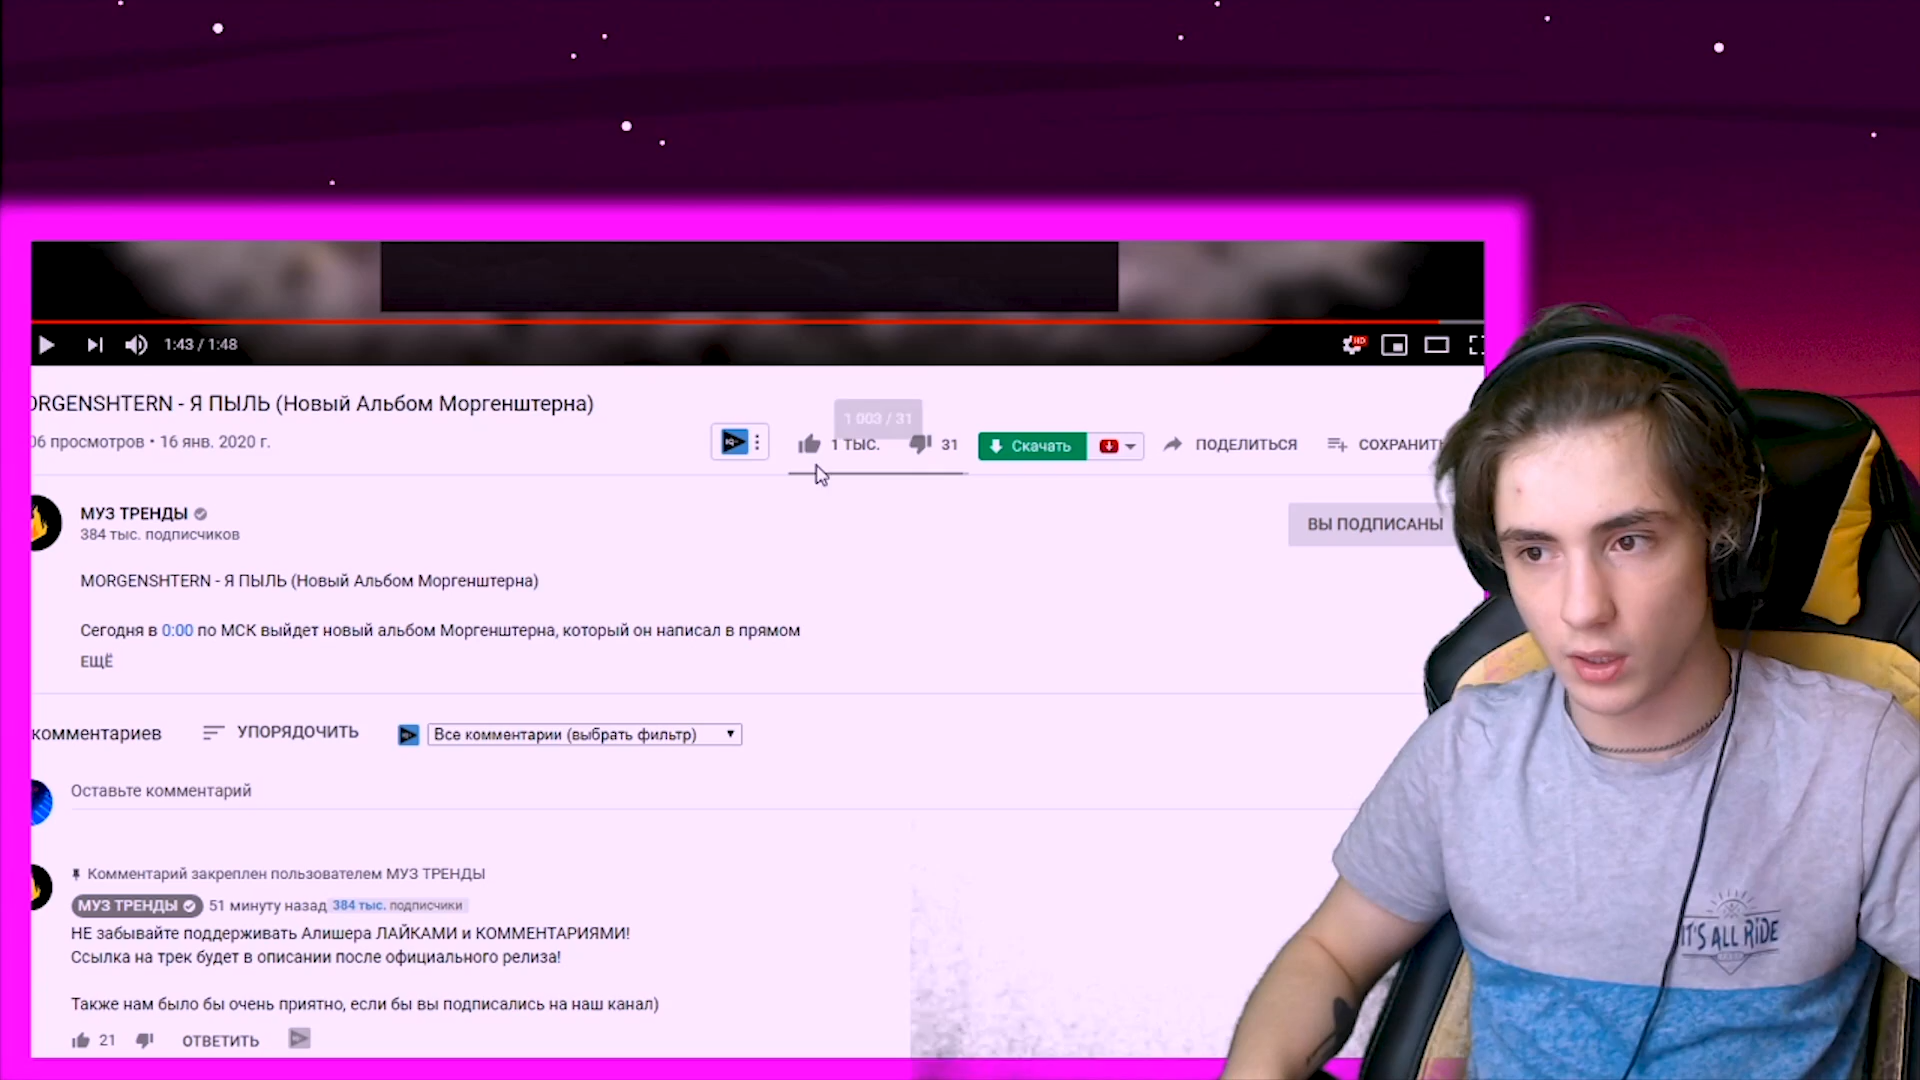 1:43 / 1:48
HD
ORGENSHTERN - Я ПЫЛЬ (Новый Альбом Моргенштерна)
06 просмотров • 16 янв. 2020 г.
1 003 / 31
1 ТЫС.
31
Скачать
ПОДЕЛИТЬСЯ
СОХРАНИТЬ
МУЗ ТРЕНДЫ
384 тыс. подписчиков
ВЫ ПОДПИСАНЫ
MORGENSHTERN - Я ПЫЛЬ (Новый Альбом Моргенштерна)
Сегодня в 0:00 по МСК выйдет новый альбом Моргенштерна, который он написал в прямом
ЕЩЁ
комментариев
УПОРЯДОЧИТЬ
Все комментарии (выбрать фильтр)
Оставьте комментарий
Комментарий закреплен пользователем МУЗ ТРЕНДЫ
МУЗ ТРЕНДЫ 51 минуту назад 384 тыс. подписчики
НЕ забывайте поддерживать Алишера ЛАЙКАМИ и КОММЕНТАРИЯМИ!
Ссылка на трек будет в описании после официального релиза!
Также нам было бы очень приятно, если бы вы подписались на наш канал)
21
ОТВЕТИТЬ
IT'S ALL RIDE